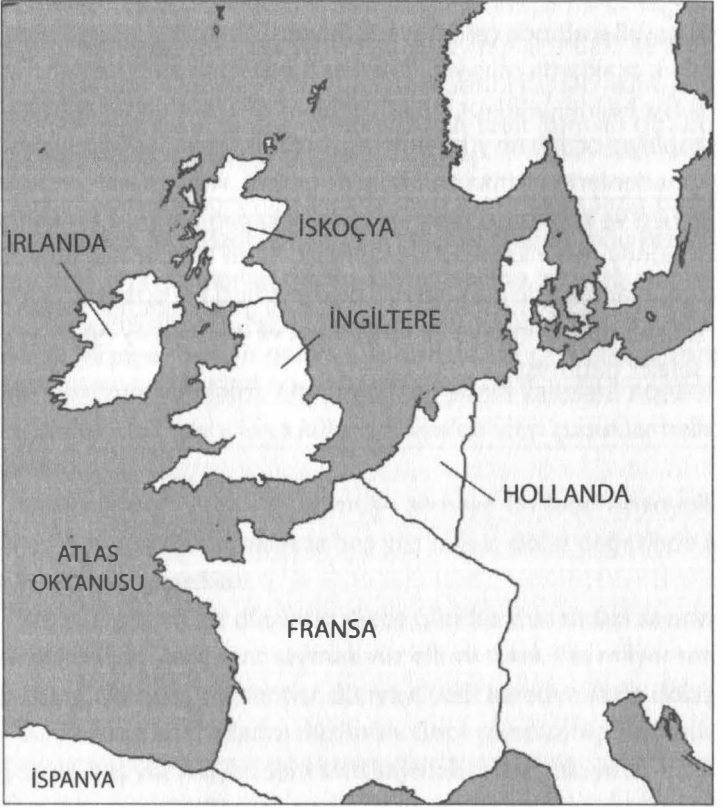 İRLANDA
İSKOÇYA
İNGİLTERE
HOLLANDA
ATLAS
OKYANUSU
FRANSA
İSPANYA